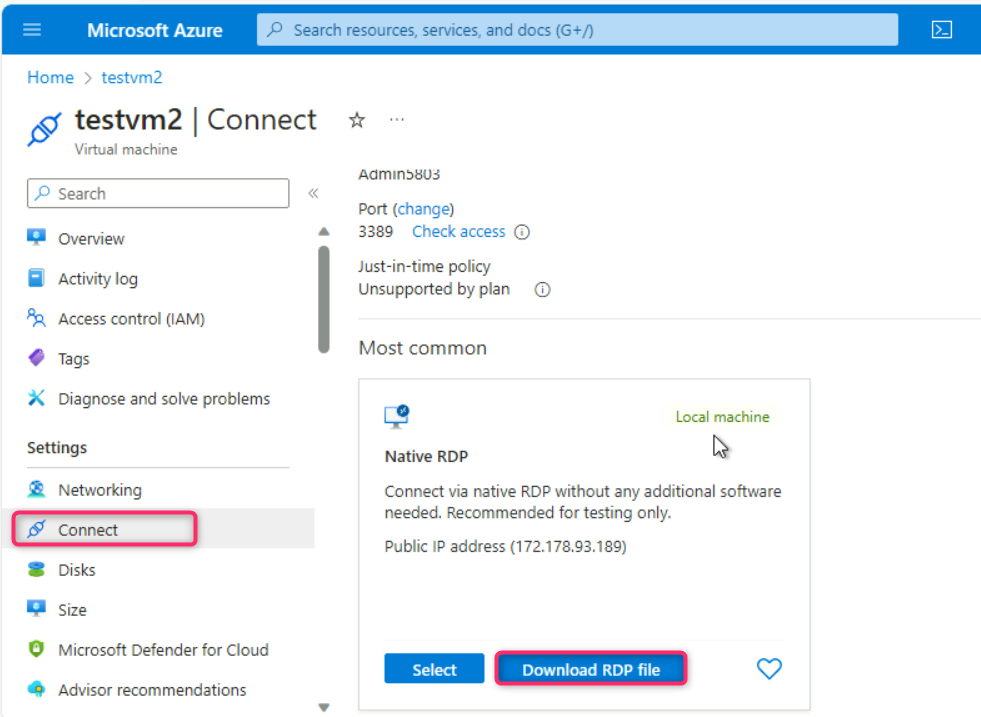 Microsoft Azure
Search resources, services, and docs (G+/)
Home > testvm2
testvm2 | Connect
Virtual machine
Search
Overview
Activity log
Access control (IAM)
Tags
Diagnose and solve problems
Settings
Networking
Connect
Disks
Size
Microsoft Defender for Cloud
Advisor recommendations
Admin5803
Port (change)
3389 Check access
Just-in-time policy
Unsupported by plan
Most common
Local machine
Native RDP
Connect via native RDP without any additional software
needed. Recommended for testing only.
Public IP address (172.178.93.189)
Select
Download RDP file